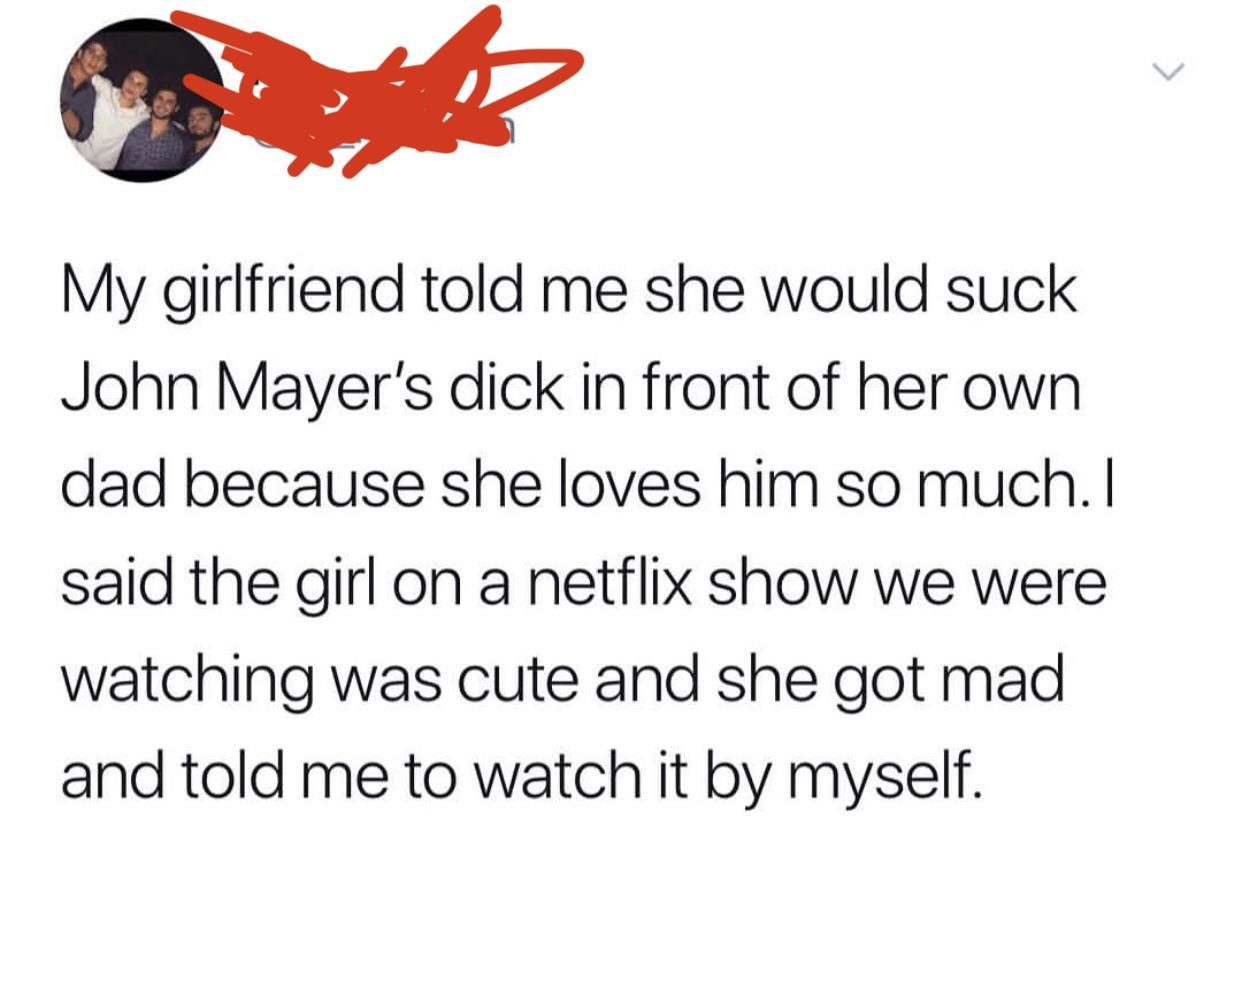 My girlfriend told me she would suck
John Mayer's dick in front of her own
dad because she loves him so much. I
said the girl on a netflix show we were
watching was cute and she got mad
and told me to watch it by myself.